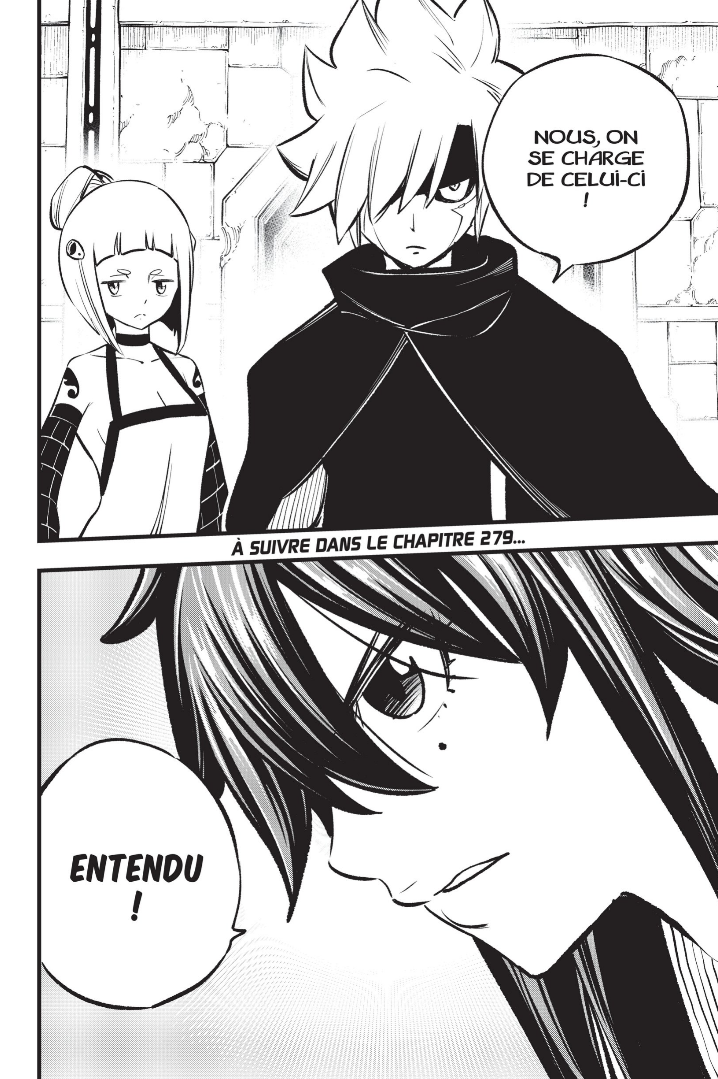 NOUS, ON
SE CHARGE
DE CELUI-CI
!
À SUIVRE DANS LE CHAPITRE 279...
ENTENDU
!